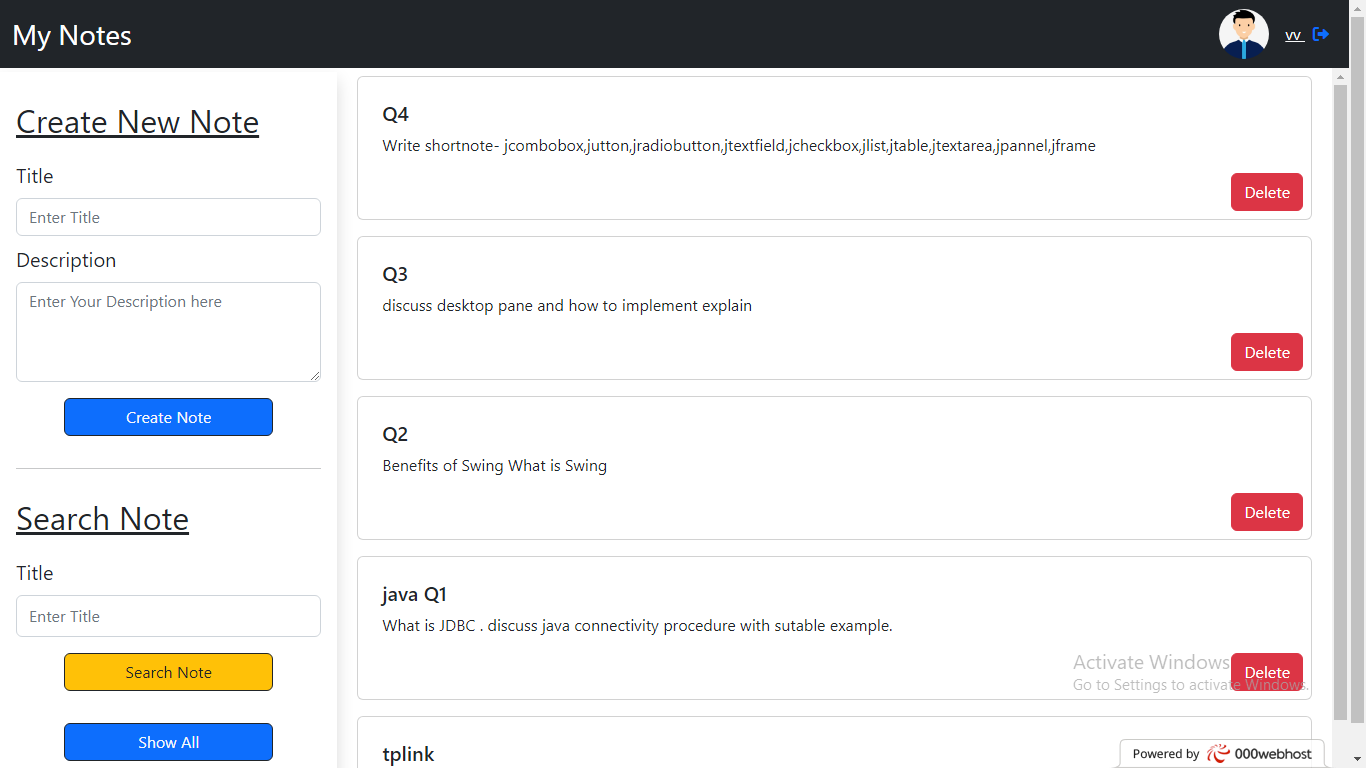 My Notes
vv
Create New Note
Title
Enter Title
Description
Enter Your Description here
Create Note
Search Note
Title
Enter Title
Search Note
Show All
Q4
Write shortnote- jcombobox,jutton,jradiobutton,jtextfield,jcheckbox,jlist,jtable,jtextarea,jpannel,jframe
Delete
Q3
discuss desktop pane and how to implement explain
Delete
Q2
Benefits of Swing What is Swing
Delete
java Q1
What is JDBC . discuss java connectivity procedure with sutable example.
Delete
Activate Windows
Go to Settings to activate Windows.
tplink
Powered by 000webhost